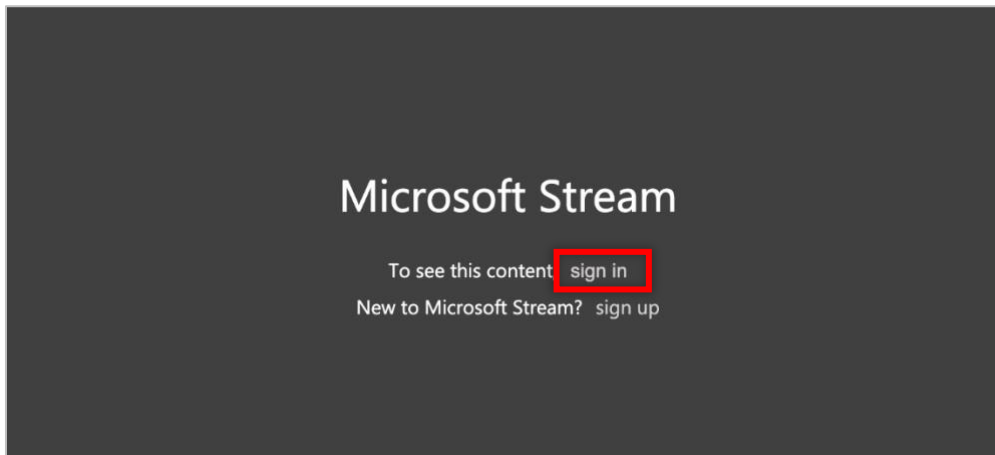 Microsoft Stream
To see this content sign in
New to Microsoft Stream? sign up